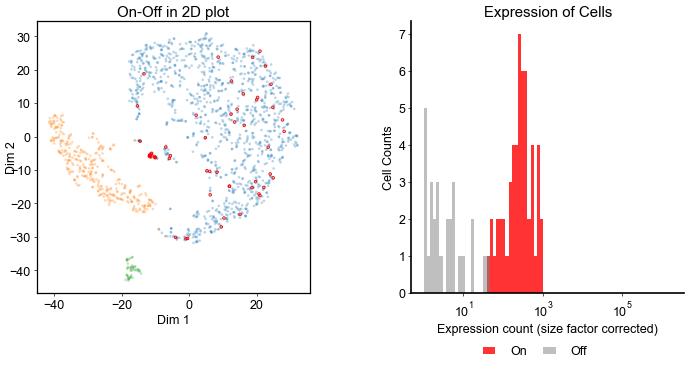 On-Off in 2D plot
30
20
10
0
−10
−20
−30
−40
Dim 2
−40
−20
0
20
Dim 1
Expression of Cells
7
6
5
4
3
2
1
0
Cell Counts
10^1
10^3
10^5
Expression count (size factor corrected)
On
Off